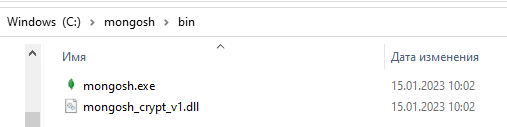 Windows (C:) > mongosh > bin
Имя Дата изменения
mongosh.exe 15.01.2023 10:02
mongosh_crypt_v1.dll 15.01.2023 10:02